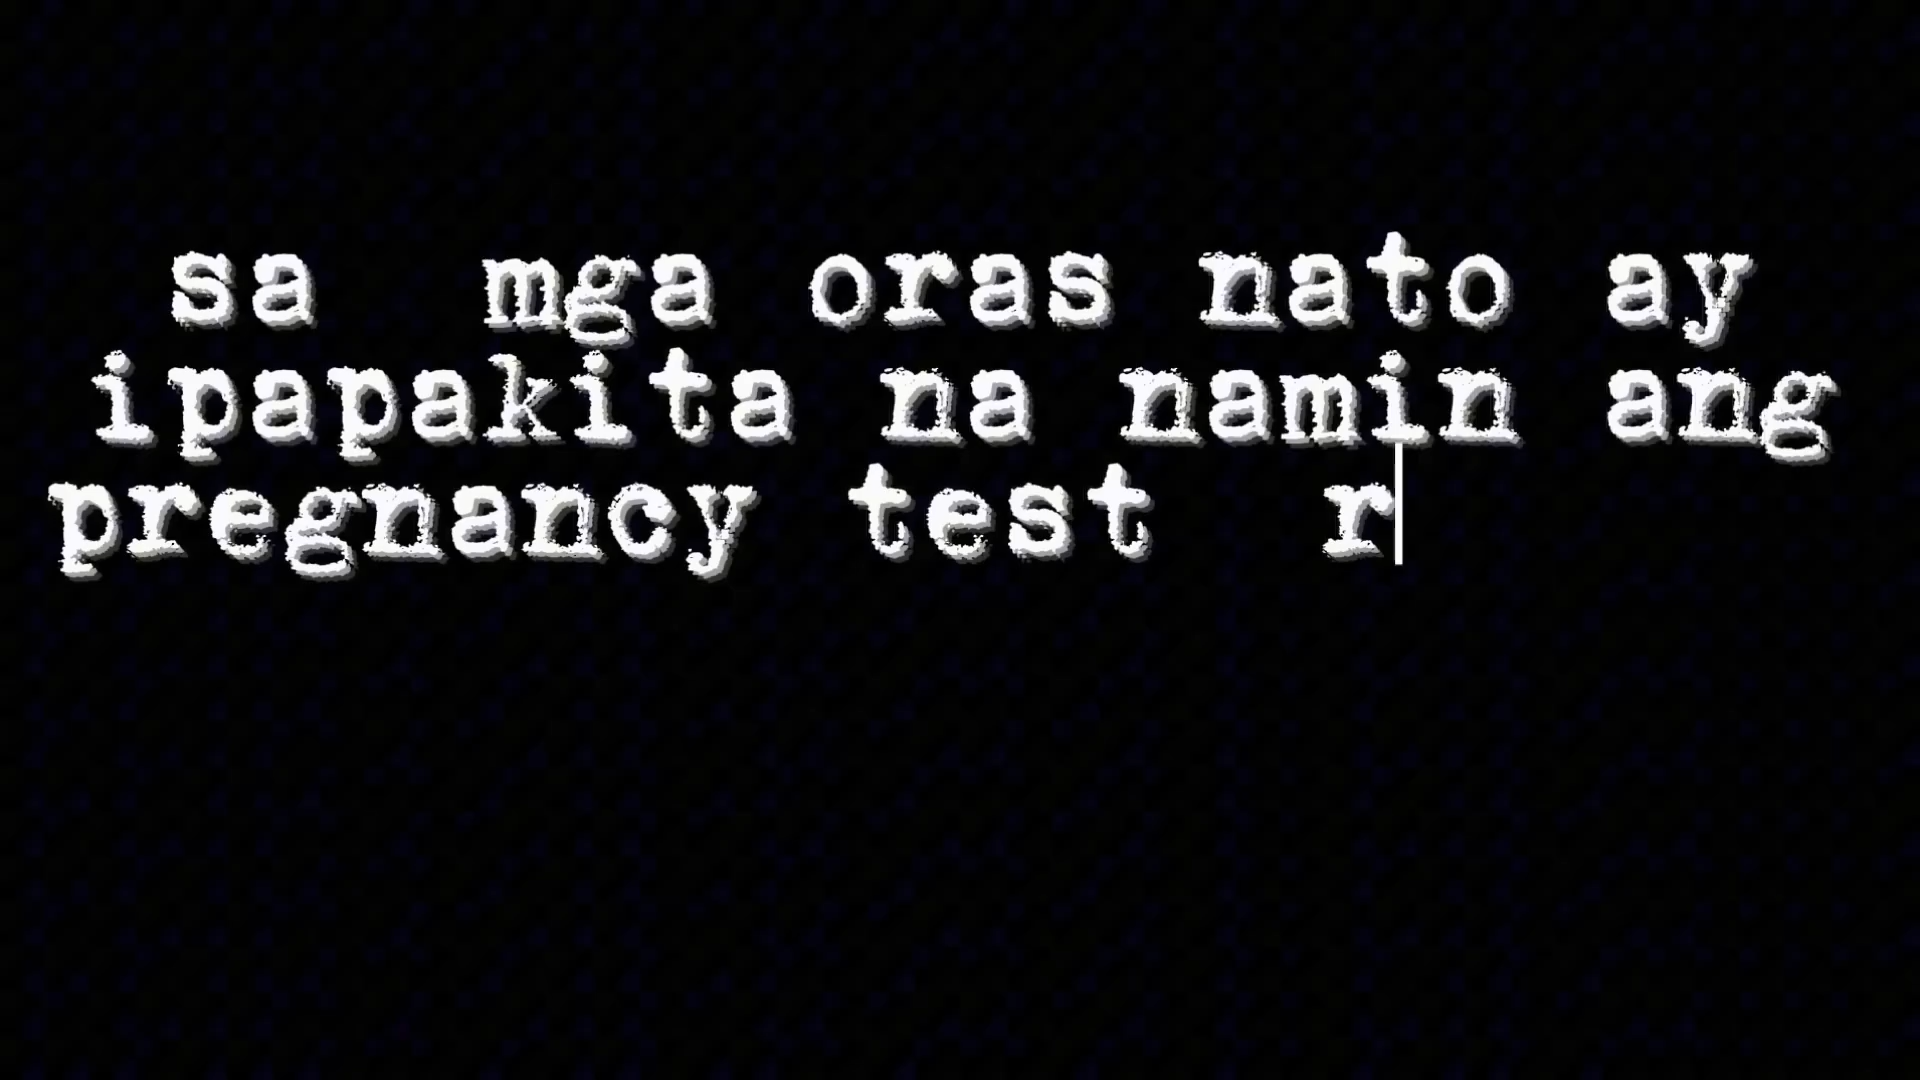 sa mga oras nato ay
ipapakita na namin ang
pregnancy test r